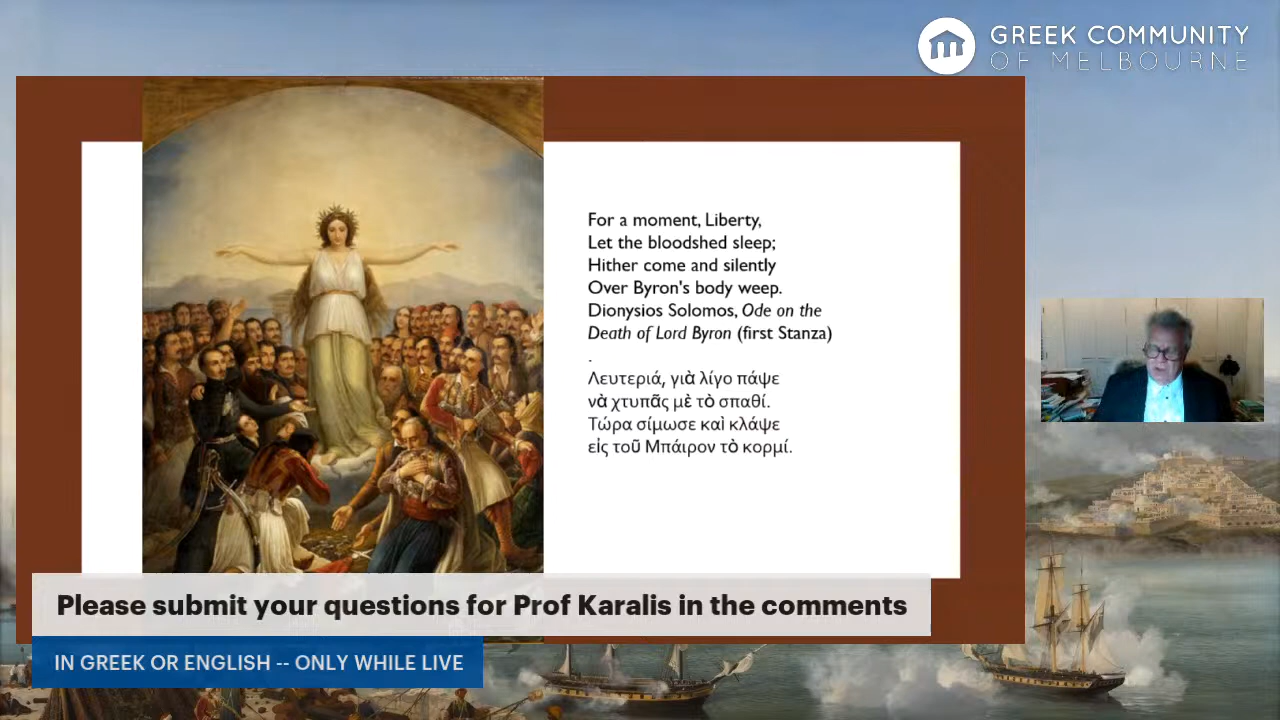 GREEK COMMUNITY
OF MELBOURNE
For a moment, Liberty,
Let the bloodshed sleep;
Hither come and silently
Over Byron's body weep.
Dionysios Solomos, Ode on the
Death of Lord Byron (first Stanza)
.
Λευτεριά, γιὰ λίγο πάψε
νὰ χτυπᾶς μὲ τὸ σπαθί.
Τώρα σίμωσε καὶ κλάψε
εἰς τοῦ Μπάιρον τὸ κορμί.
Please submit your questions for Prof Karalis in the comments
IN GREEK OR ENGLISH -- ONLY WHILE LIVE